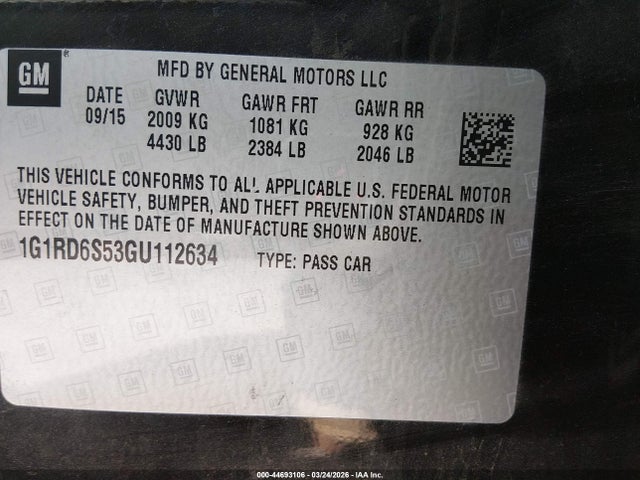 GM ®
MFD BY GENERAL MOTORS LLC
DATE GVWR GAWR FRT GAWR RR
09/15 2009 KG 1081 KG 928 KG
4430 LB 2384 LB 2046 LB
THIS VEHICLE CONFORMS TO ALL APPLICABLE U.S. FEDERAL MOTOR
VEHICLE SAFETY, BUMPER, AND THEFT PREVENTION STANDARDS IN
EFFECT ON THE DATE OF MANUFACTURE SHOWN ABOVE.
1G1RD6S53GU112634 TYPE: PASS CAR
000-44693106 - 03/24/2026 - IAA Inc.